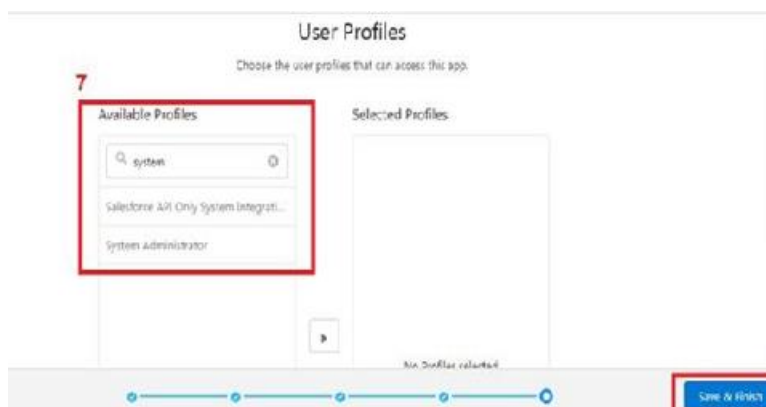 User Profiles
Choose the user profiles that can access this app.
7
Available Profiles
Selected Profiles
system
Salesforce API Only System Integrati...
System Administrator
No Profiles selected
Save & Finish